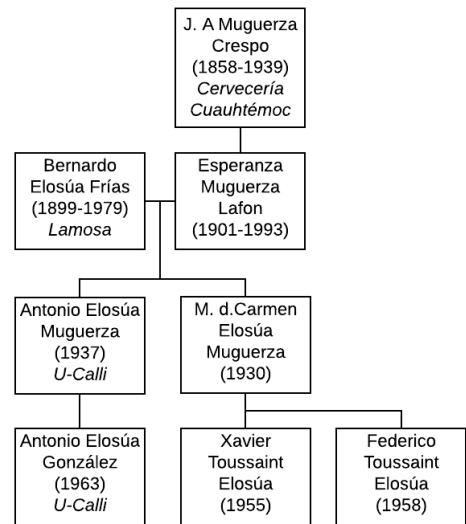 J. A Muguerza
Crespo
(1858-1939)
Cervecería
Cuauhtémoc
Bernardo
Elosúa Frías
(1899-1979)
Lamosa
Esperanza
Muguerza
Lafon
(1901-1993)
Antonio Elosúa
Muguerza
(1937)
U-Calli
M. d.Carmen
Elosúa
Muguerza
(1930)
Antonio Elosúa
González
(1963)
U-Calli
Xavier
Toussaint
Elosúa
(1955)
Federico
Toussaint
Elosúa
(1958)